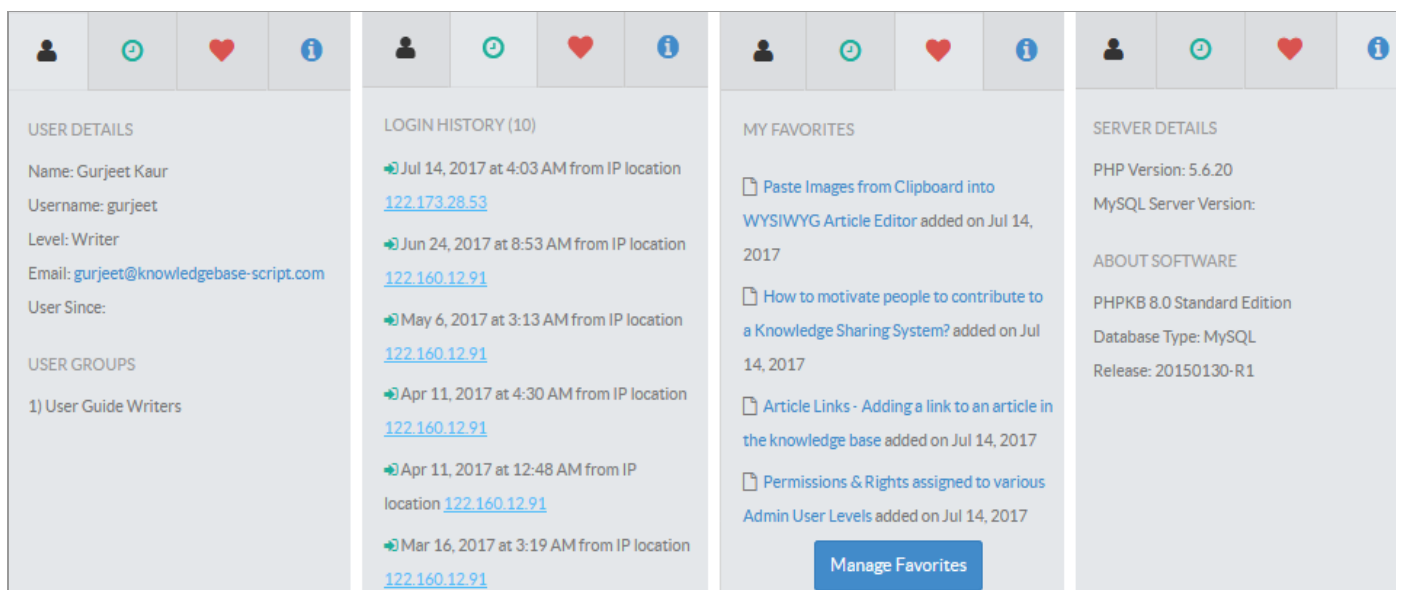 USER DETAILS
Name: Gurjeet Kaur
Username: gurjeet
Level: Writer
Email: gurjeet@knowledgebase-script.com
User Since:
USER GROUPS
1) User Guide Writers
LOGIN HISTORY (10)
Jul 14, 2017 at 4:03 AM from IP location
122.173.28.53
Jun 24, 2017 at 8:53 AM from IP location
122.160.12.91
May 6, 2017 at 3:13 AM from IP location
122.160.12.91
Apr 11, 2017 at 4:30 AM from IP location
122.160.12.91
Apr 11, 2017 at 12:48 AM from IP
location 122.160.12.91
Mar 16, 2017 at 3:19 AM from IP location
122.160.12.91
MY FAVORITES
Paste Images from Clipboard into
WYSIWYG Article Editor added on Jul 14,
2017
How to motivate people to contribute to
a Knowledge Sharing System? added on Jul
14, 2017
Article Links - Adding a link to an article in
the knowledge base added on Jul 14, 2017
Permissions & Rights assigned to various
Admin User Levels added on Jul 14, 2017
Manage Favorites
SERVER DETAILS
PHP Version: 5.6.20
MySQL Server Version:
ABOUT SOFTWARE
PHPKB 8.0 Standard Edition
Database Type: MySQL
Release: 20150130-R1